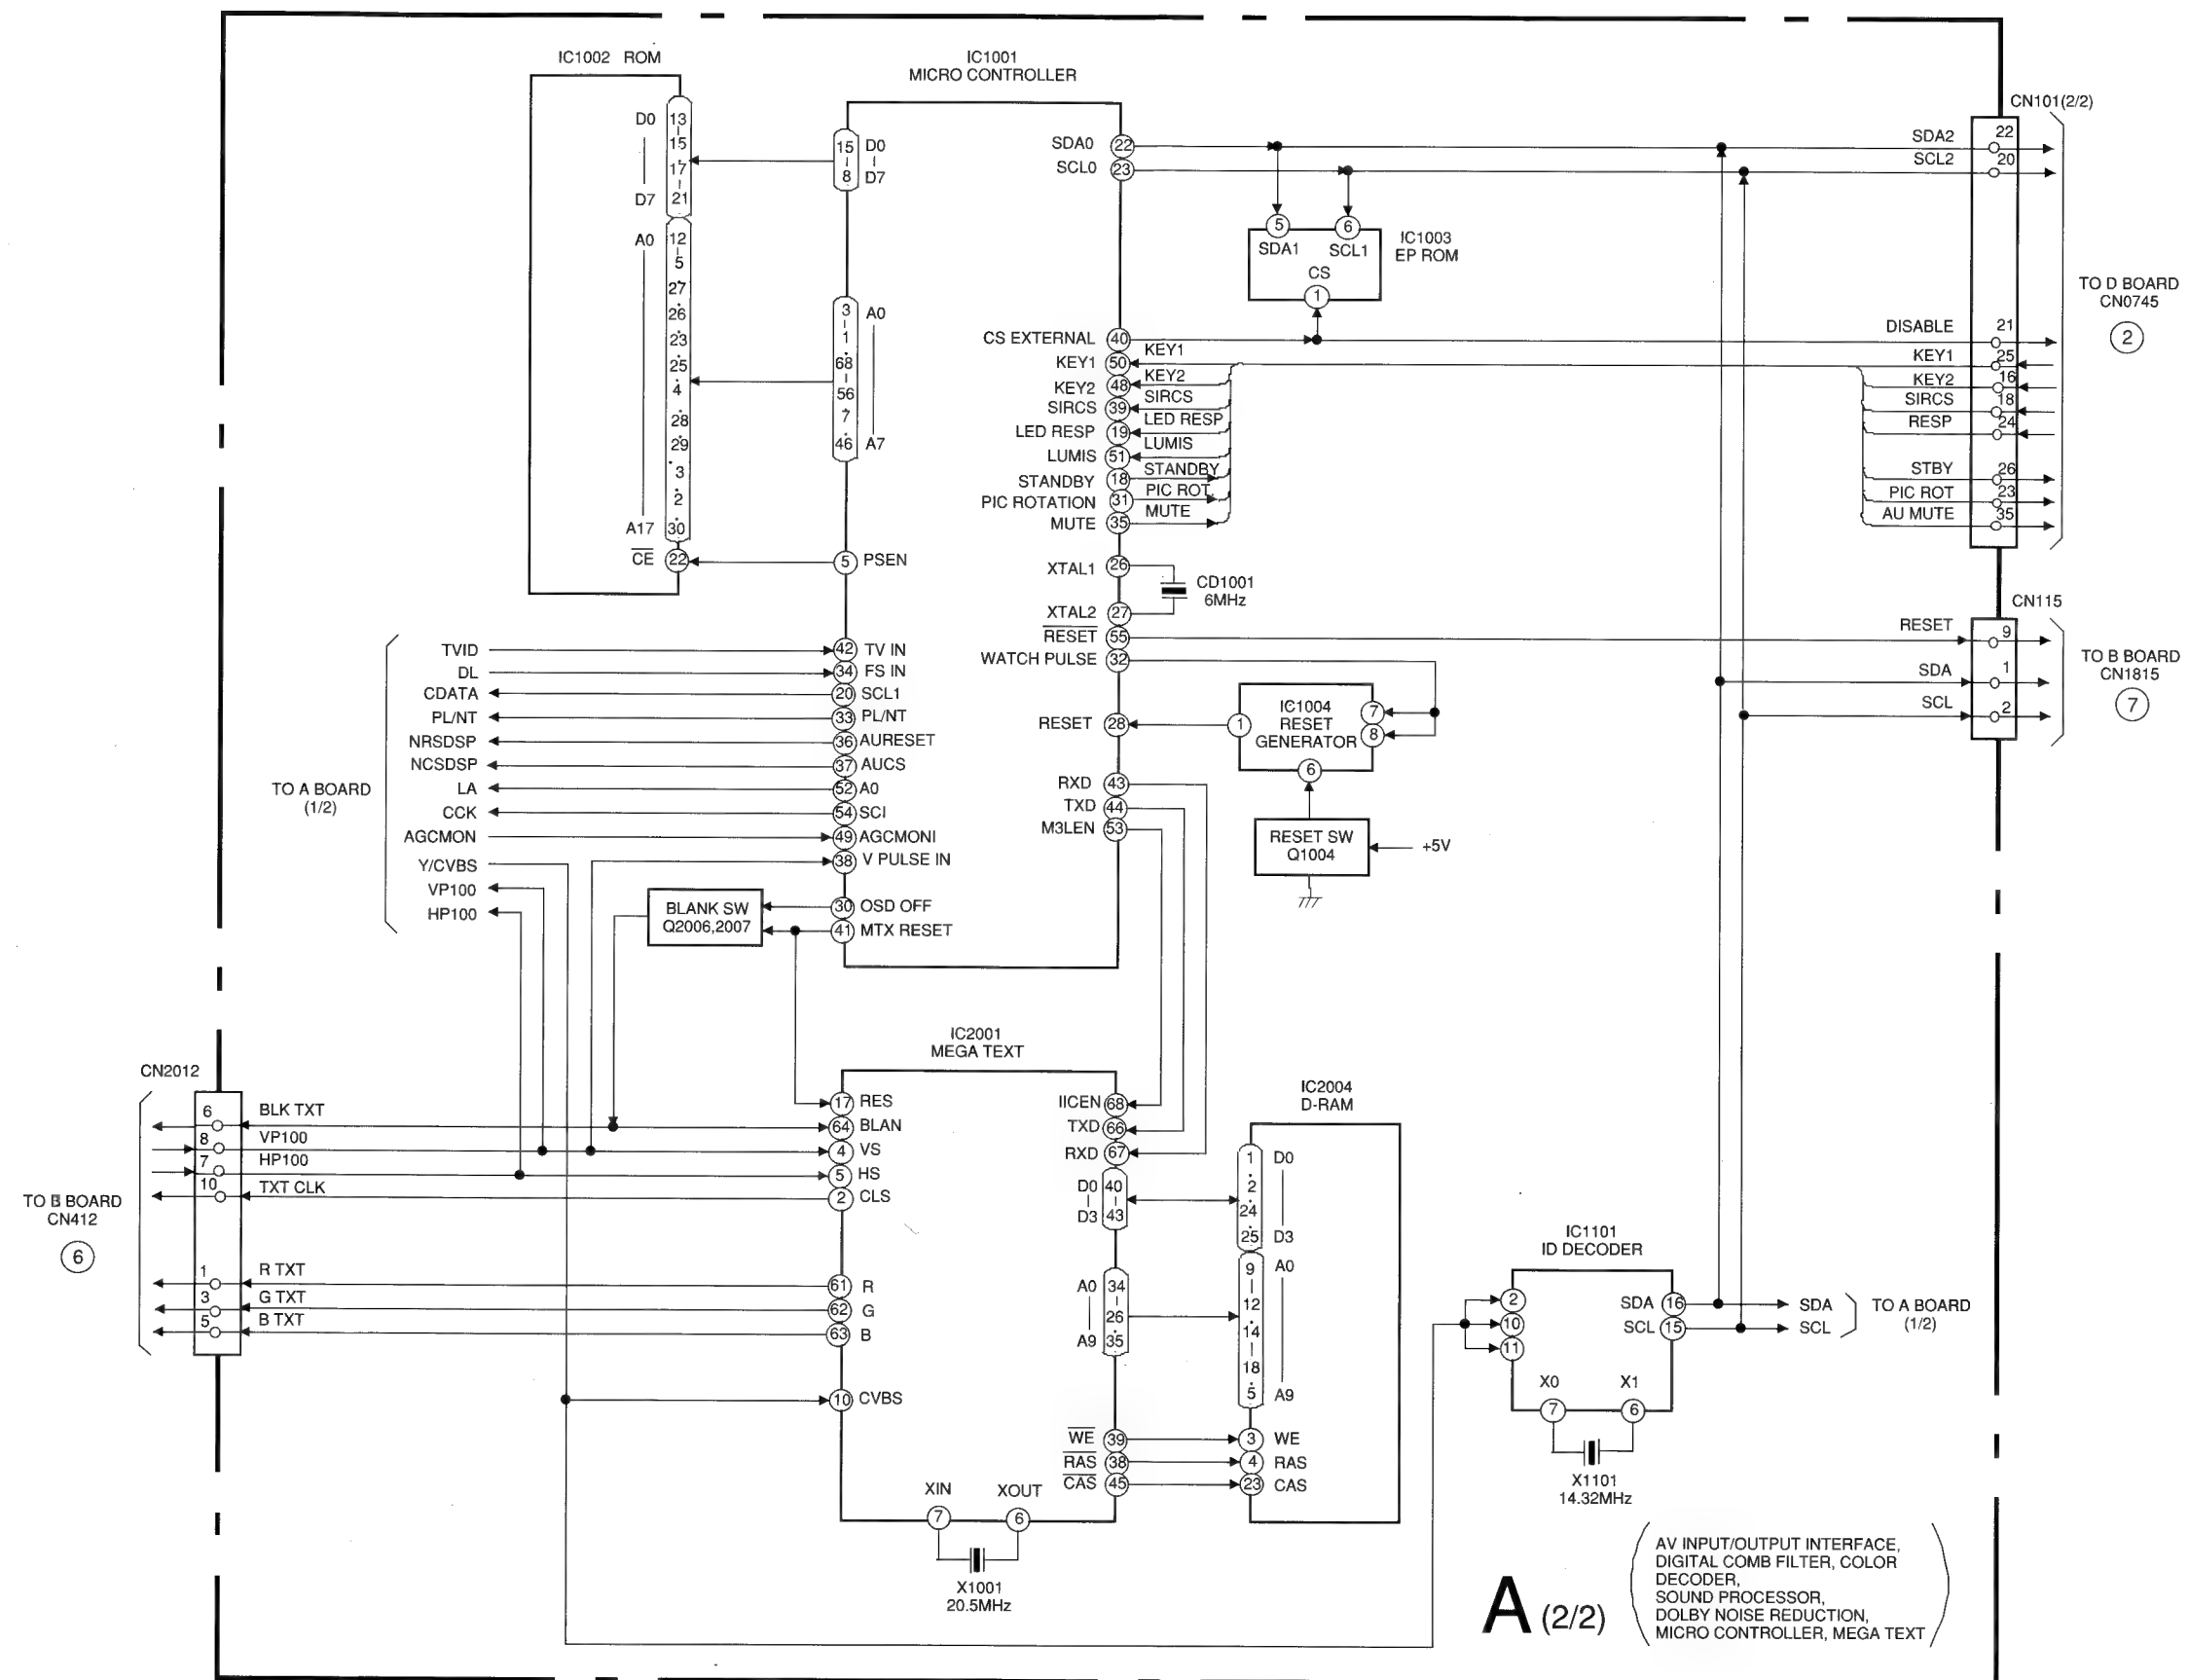 IC1002 ROM
D0 13
15
17
D7 21
A0 12
5
27
26
23
25
4
28
29
3
2
A17 30
CE 22
IC1001
MICRO CONTROLLER
15 D0
8 D7
3 A0
1
68
56
7
46 A7
5 PSEN
SDA0 22
SCL0 23
CS EXTERNAL 40
KEY1 50 KEY1
KEY2 48 KEY2
SIRCS 39 SIRCS
LED RESP 19 LED RESP
LUMIS 51 LUMIS
STANDBY 18 STANDBY
PIC ROTATION 31 PIC ROT
MUTE 35 MUTE
XTAL1 26
XTAL2 27
CD1001
6MHz
RESET 55
WATCH PULSE 32
RESET 28
RXD 43
TXD 44
M3LEN 53
5 6
SDA1 SCL1
CS
1
IC1003
EP ROM
IC1004
RESET
GENERATOR
1 7
8
6
RESET SW
Q1004
+5V
CN101(2/2)
SDA2 22
SCL2 20
DISABLE 21
KEY1 25
KEY2 16
SIRCS 18
RESP 24
STBY 26
PIC ROT 23
AU MUTE 35
TO D BOARD
CN0745
2
CN115
RESET 9
SDA 1
SCL 2
TO B BOARD
CN1815
7
TO A BOARD
(1/2)
TVID 42 TV IN
DL 34 FS IN
CDATA 20 SCL1
PL/NT 33 PL/NT
NRSDSP 36 AURESET
NCSDSP 37 AUCS
LA 52 A0
CCK 54 SCI
AGCMON 49 AGCMONI
Y/CVBS 38 V PULSE IN
VP100
HP100
BLANK SW
Q2006,2007
30 OSD OFF
41 MTX RESET
IC2001
MEGA TEXT
17 RES
64 BLAN
4 VS
5 HS
2 CLS
61 R
62 G
63 B
10 CVBS
IICEN 68
TXD 66
RXD 67
D0 40
D3 43
A0 34
26
A9 35
WE 39
RAS 38
CAS 45
XIN XOUT
7 6
X1001
20.5MHz
IC2004
D-RAM
1 D0
2
24
25 D3
9 A0
12
14
18
5 A9
3 WE
4 RAS
23 CAS
CN2012
6 BLK TXT
8 VP100
7 HP100
10 TXT CLK
1 R TXT
3 G TXT
5 B TXT
TO B BOARD
CN412
6
IC1101
ID DECODER
2
10
11
SDA 16
SCL 15
X0 X1
7 6
X1101
14.32MHz
SDA
SCL
TO A BOARD
(1/2)
A (2/2)
AV INPUT/OUTPUT INTERFACE,
DIGITAL COMB FILTER, COLOR
DECODER,
SOUND PROCESSOR,
DOLBY NOISE REDUCTION,
MICRO CONTROLLER, MEGA TEXT